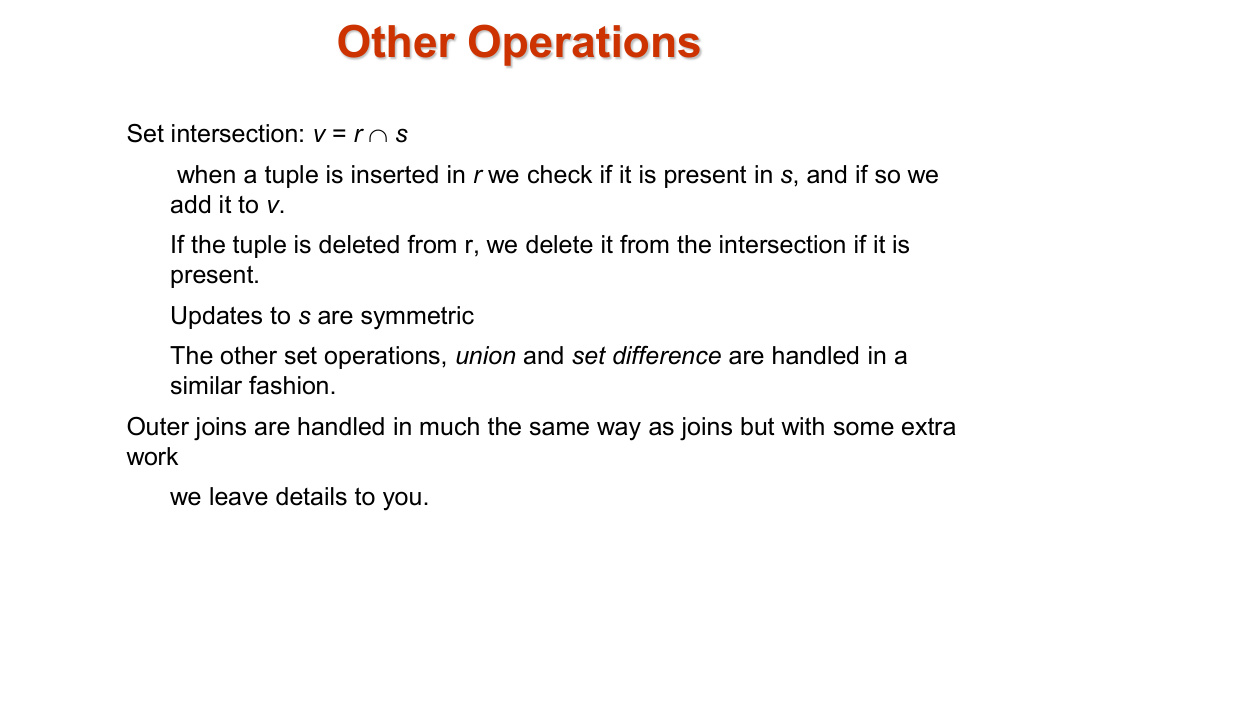 Other Operations
Set intersection: v = r ∩ s
when a tuple is inserted in r we check if it is present in s, and if so we
add it to v.
If the tuple is deleted from r, we delete it from the intersection if it is
present.
Updates to s are symmetric
The other set operations, union and set difference are handled in a
similar fashion.
Outer joins are handled in much the same way as joins but with some extra
work
we leave details to you.